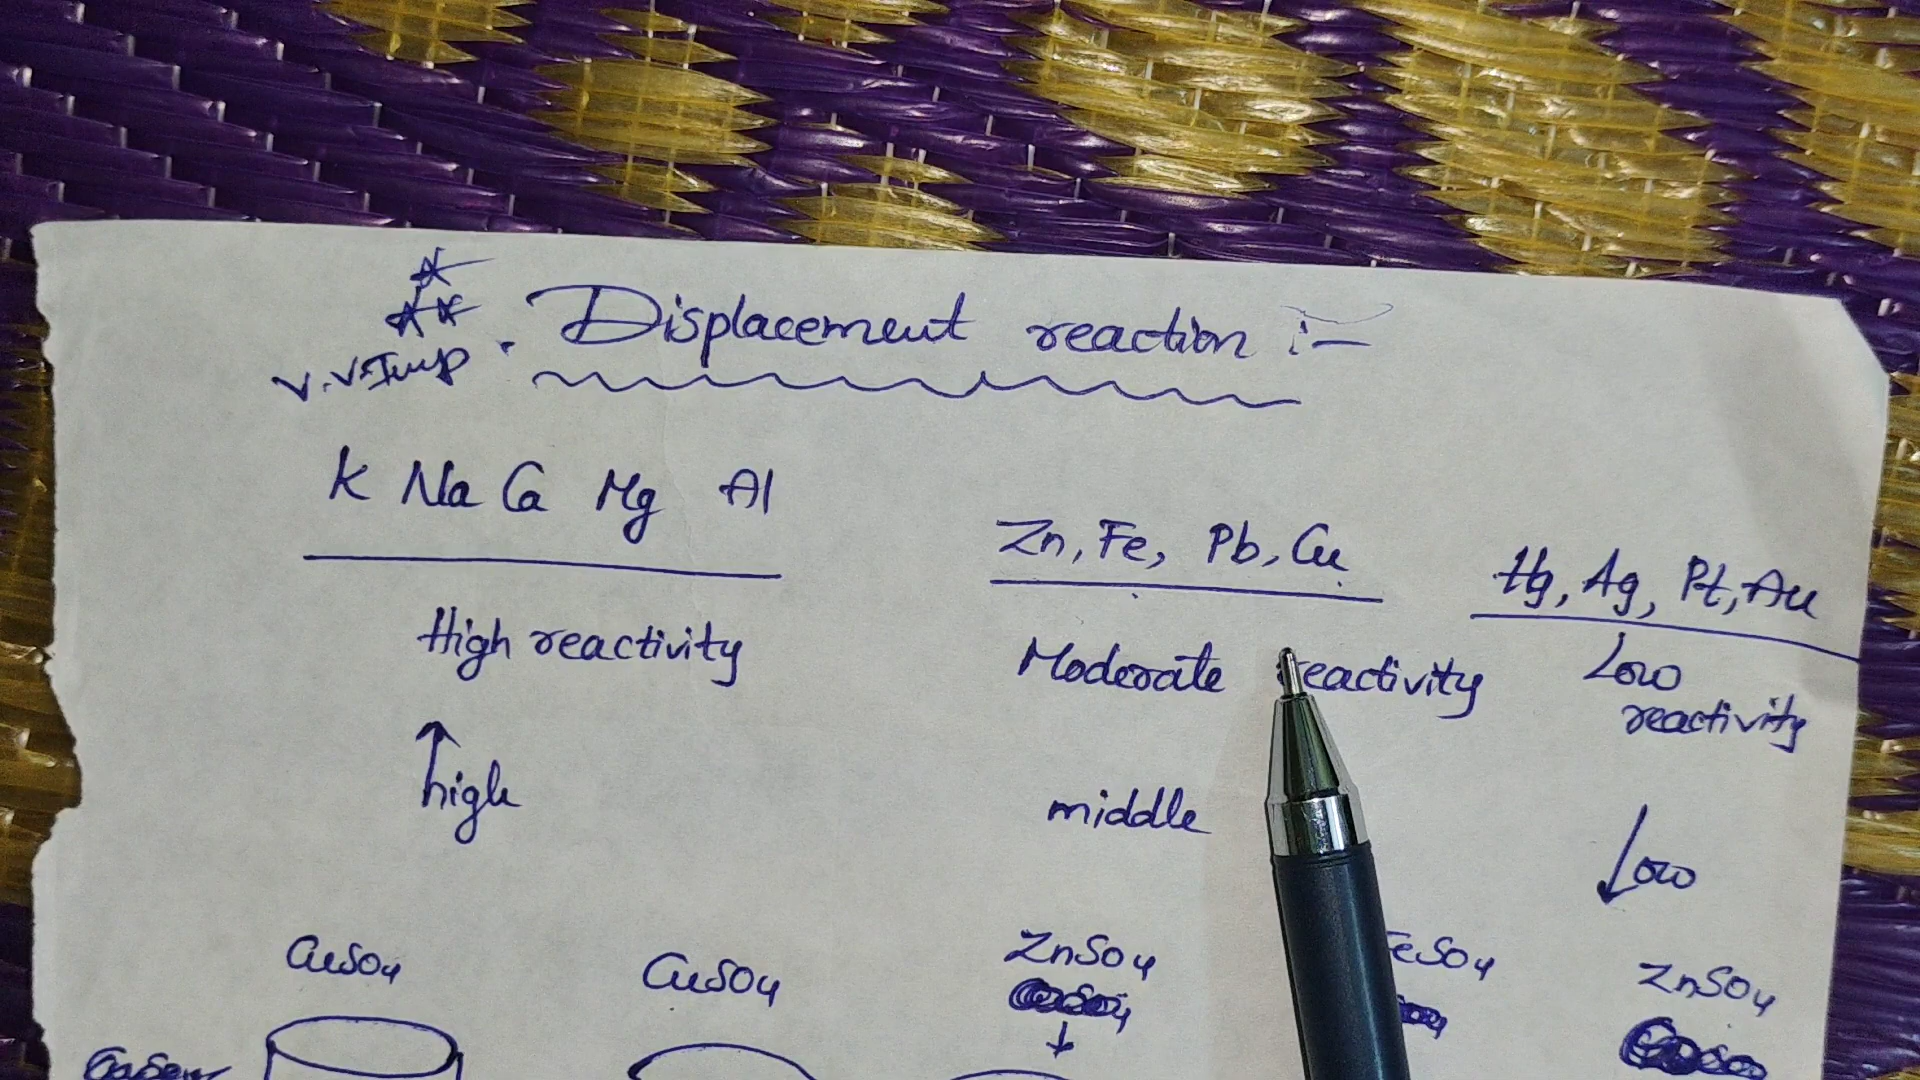 V.V.Imp. Displacement reaction :-
K Na Ca Mg Al
Zn, Fe, Pb, Cu
Hg, Ag, Pt, Au
High reactivity
Moderate reactivity
Low
reactivity
high
middle
Low
CuSO4
CuSO4
ZnSO4
FeSO4
ZnSO4